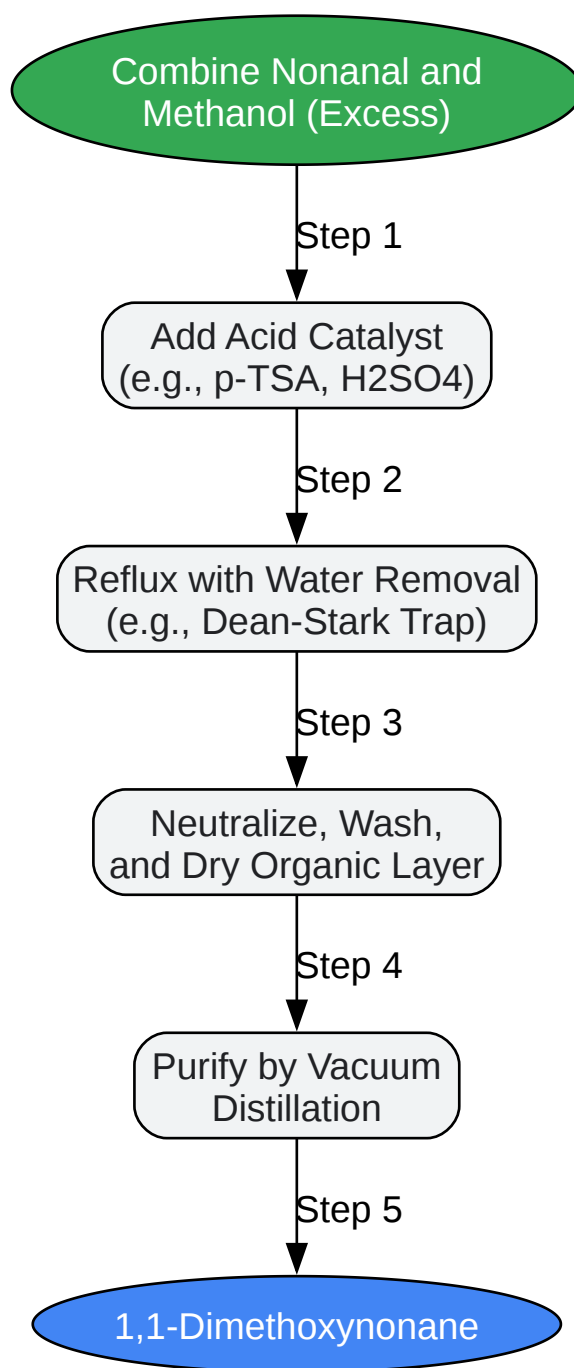 Combine Nonanal and
Methanol (Excess)
Step 1
Add Acid Catalyst
(e.g., p-TSA, H2SO4)
Step 2
Reflux with Water Removal
(e.g., Dean-Stark Trap)
Step 3
Neutralize, Wash,
and Dry Organic Layer
Step 4
Purify by Vacuum
Distillation
Step 5
1,1-Dimethoxynonane